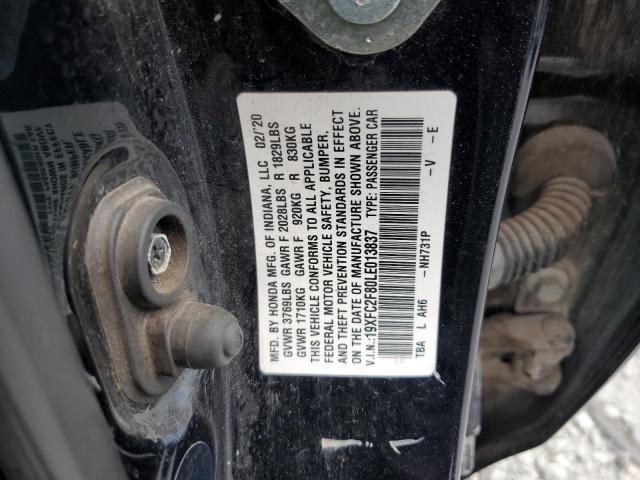 MFD. BY HONDA MFG. OF INDIANA, LLC 02/'20
GVWR 3769LBS GAWR F 2028LBS R 1829LBS
GVWR 1710KG GAWR F 920KG R 830KG
THIS VEHICLE CONFORMS TO ALL APPLICABLE
FEDERAL MOTOR VEHICLE SAFETY, BUMPER,
AND THEFT PREVENTION STANDARDS IN EFFECT
ON THE DATE OF MANUFACTURE SHOWN ABOVE.
V.I.N.:19XFC2F80LE013837 TYPE: PASSENGER CAR
TBA L AH6 -NH731P -V -E